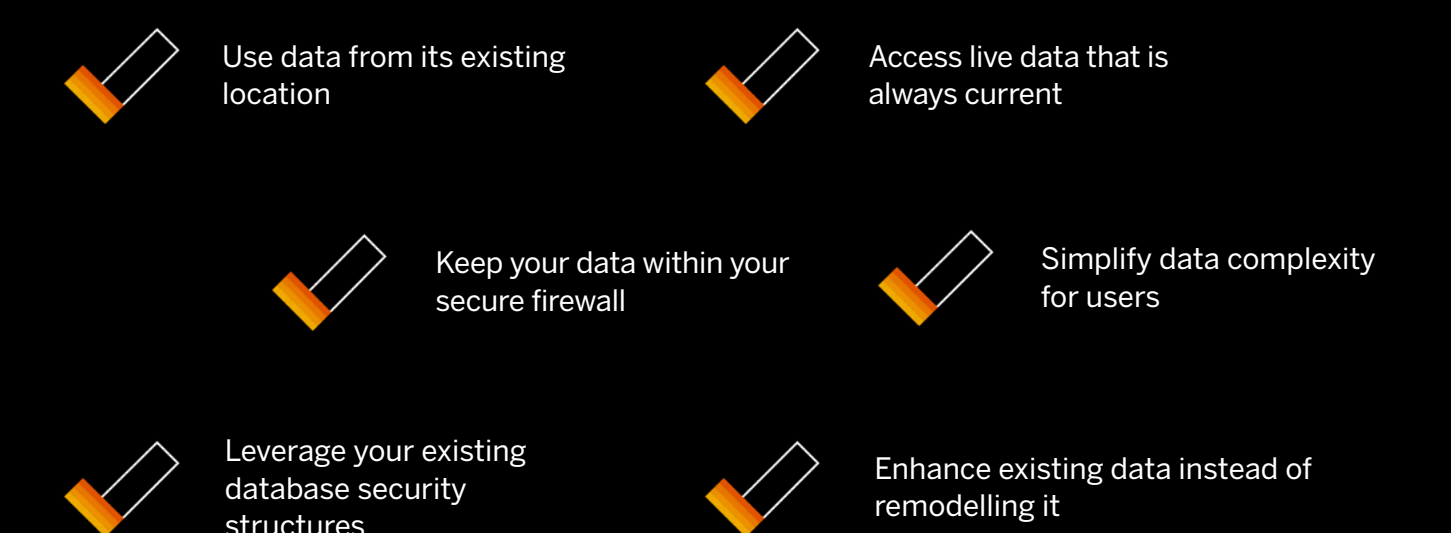 Use data from its existing
location
Access live data that is
always current
Keep your data within your
secure firewall
Simplify data complexity
for users
Leverage your existing
database security
structures
Enhance existing data instead of
remodelling it